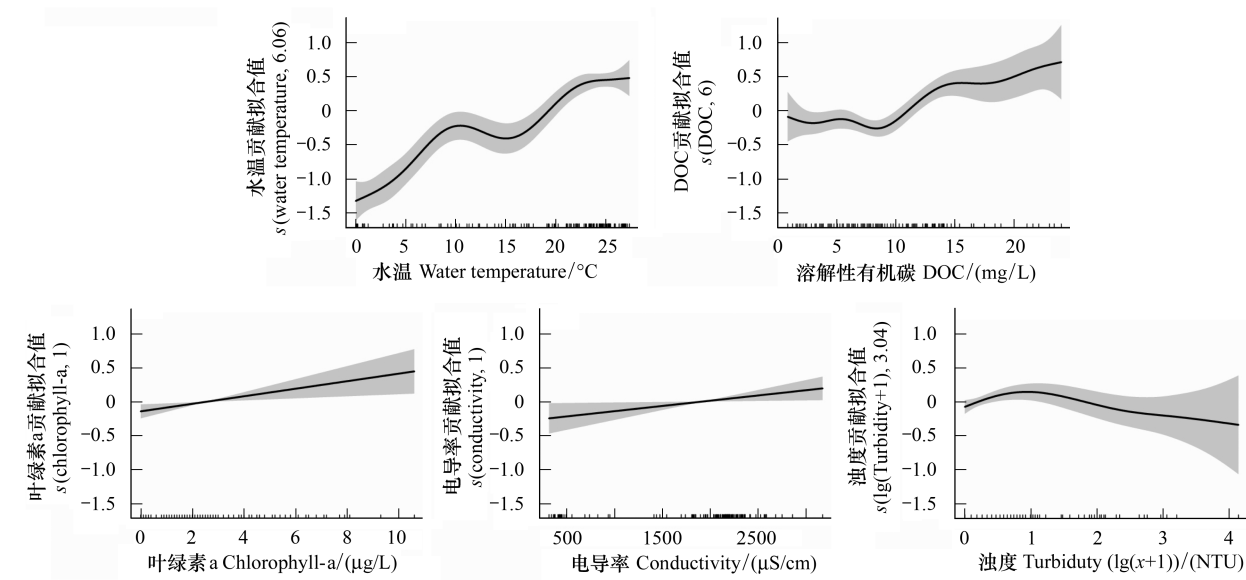 水温贡献拟合值
s(water temperature, 6.06)
1.0
0.5
0
−0.5
−1.0
−1.5
0 5 10 15 20 25
水温 Water temperature/°C
DOC贡献拟合值
s(DOC, 6)
1.0
0.5
0
−0.5
−1.0
−1.5
0 5 10 15 20
溶解性有机碳 DOC/(mg/L)
叶绿素a贡献拟合值
s(chlorophyll-a, 1)
1.0
0.5
0
−0.5
−1.0
−1.5
0 2 4 6 8 10
叶绿素a Chlorophyll-a/(μg/L)
电导率贡献拟合值
s(conductivity, 1)
1.0
0.5
0
−0.5
−1.0
−1.5
500 1500 2500
电导率 Conductivity/(μS/cm)
浊度贡献拟合值
s(lg(Turbidity+1), 3.04)
1.0
0.5
0
−0.5
−1.0
−1.5
0 1 2 3 4
浊度 Turbiduty (lg(x+1))/(NTU)